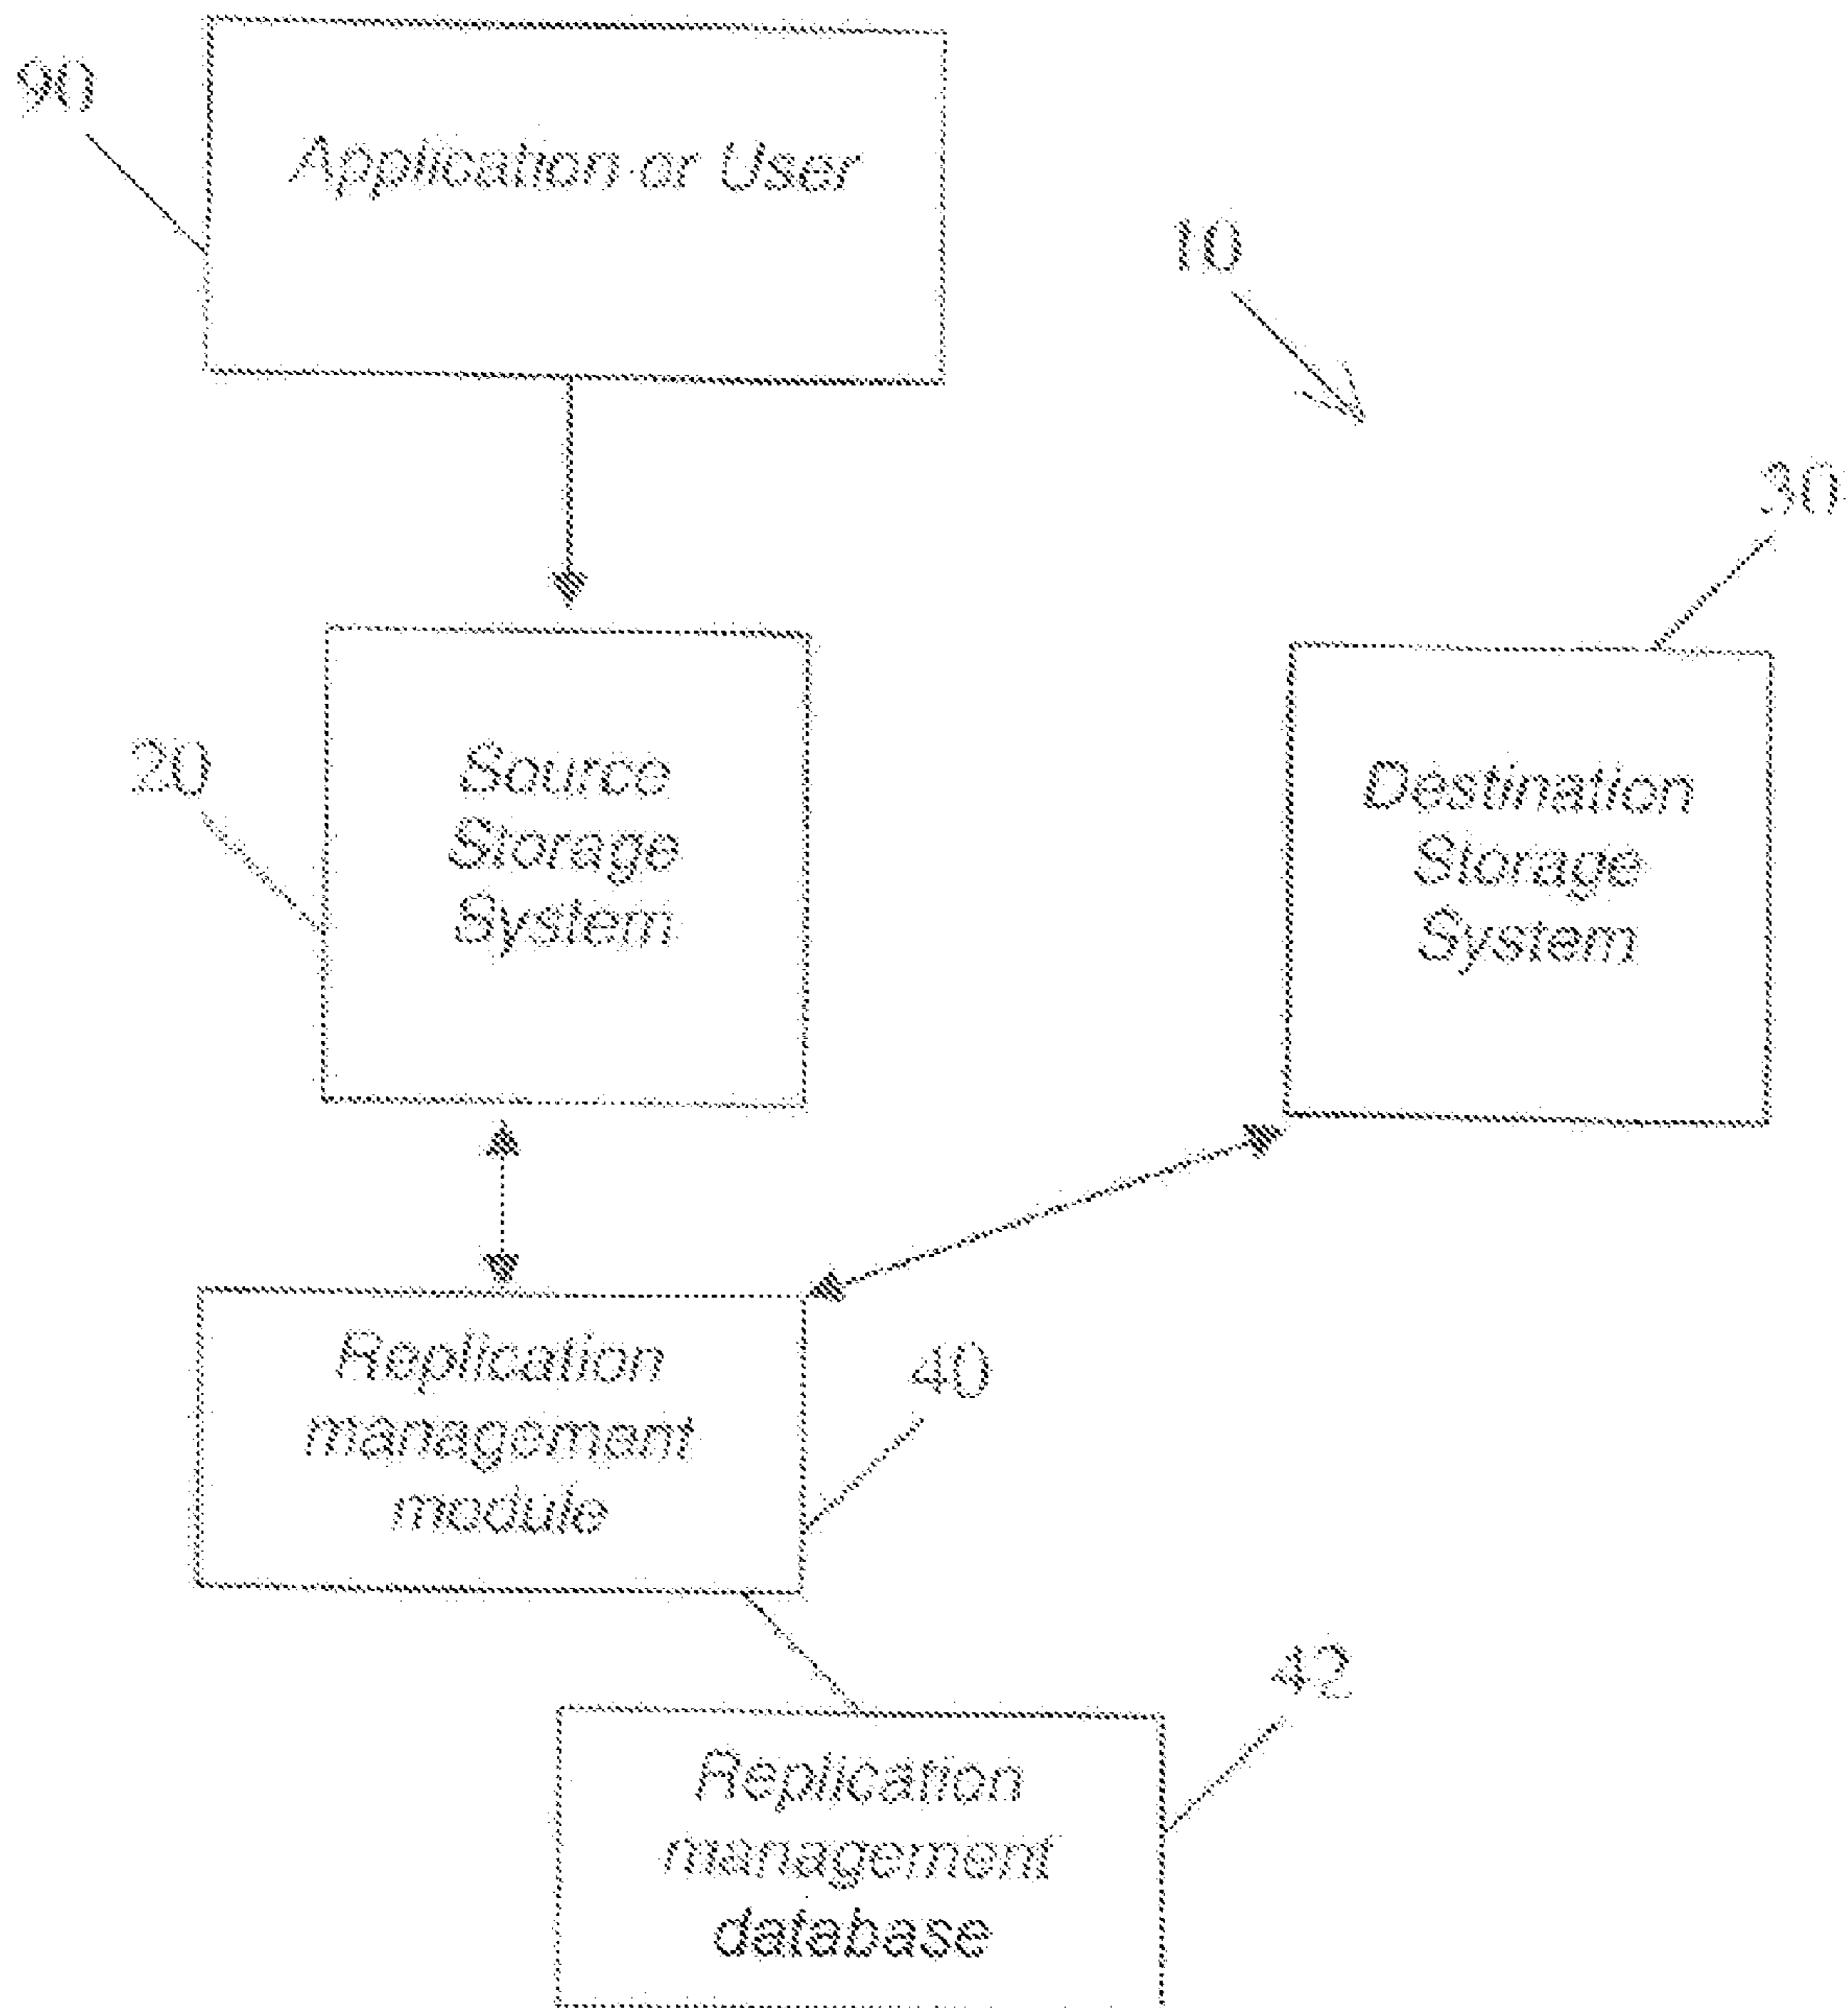 90
Application or User
10
30
20
Source
Storage
System
Destination
Storage
System
Replication
management
module
40
42
Replication
management
database